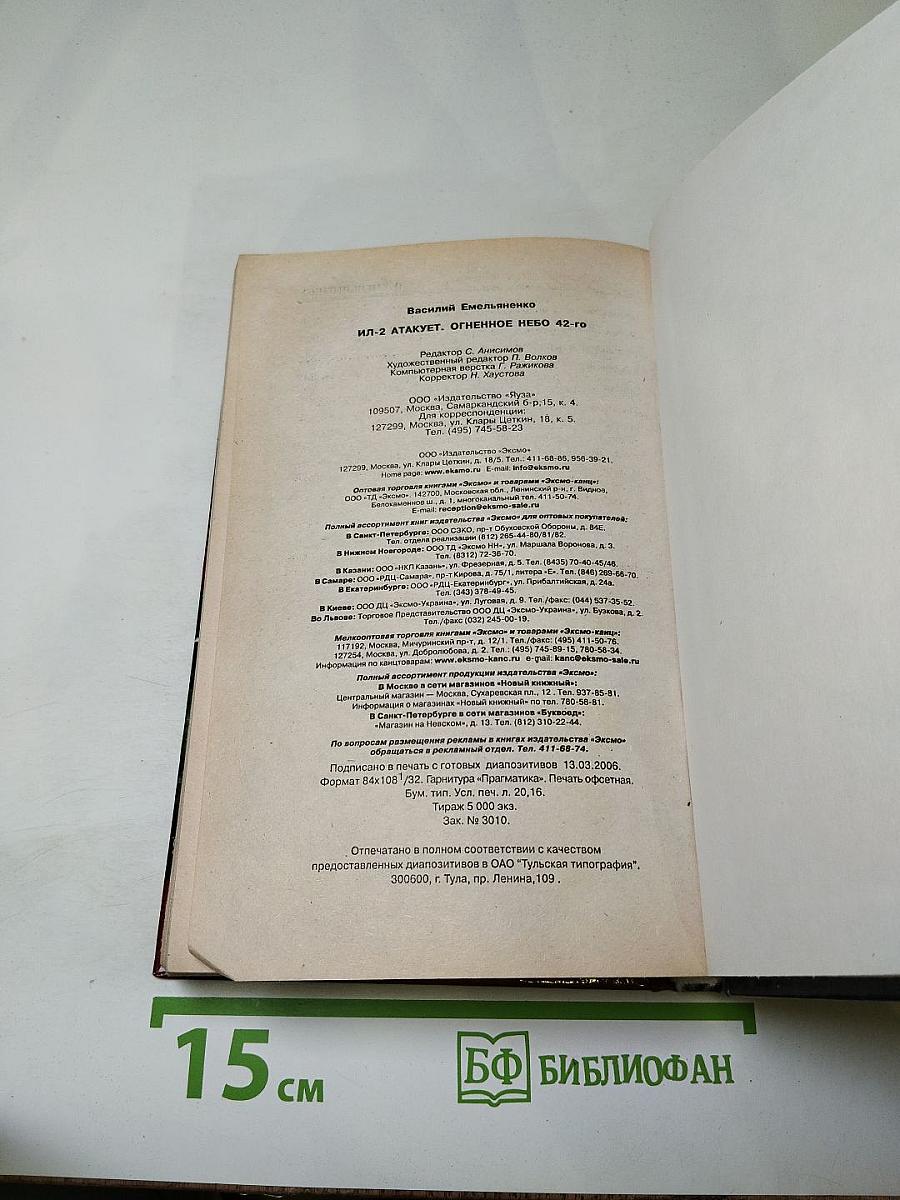 Василий Емельяненко
ИЛ-2 АТАКУЕТ. ОГНЕННОЕ НЕБО 42-го
Редактор С. Анисимов
Художественный редактор П. Волков
Компьютерная верстка Г. Ражикова
Корректор Н. Хаустова
ООО «Издательство «Яуза»
109507, Москва, Самаркандский б-р,15, к. 4.
Для корреспонденции:
127299, Москва, ул. Клары Цеткин, 18, к. 5.
Тел. (495) 745-58-23
ООО «Издательство «Эксмо»
127299, Москва, ул. Клары Цеткин, д. 18/5. Тел.: 411-68-86, 956-39-21.
Home page: www.eksmo.ru E-mail: info@eksmo.ru
Оптовая торговля книгами «Эксмо» и товарами «Эксмо-канц»:
ООО «ТД «Эксмо». 142700, Московская обл., Ленинский р-н, г. Видное,
Белокаменное ш., д. 1, многоканальный тел. 411-50-74.
E-mail: reception@eksmo-sale.ru
Полный ассортимент книг издательства «Эксмо» для оптовых покупателей:
В Санкт-Петербурге: ООО СЗКО, пр-т Обуховской Обороны, д. 84Е.
Тел. отдела реализации (812) 265-44-80/81/82.
В Нижнем Новгороде: ООО ТД «Эксмо НН», ул. Маршала Воронова, д. 3.
Тел. (8312) 72-36-70.
В Казани: ООО «НКП Казань», ул. Фрезерная, д. 5. Тел. (8435) 70-40-45/46.
В Самаре: ООО «РДЦ-Самара», пр-т Кирова, д. 75/1, литера «Е». Тел. (846) 269-66-70.
В Екатеринбурге: ООО «РДЦ-Екатеринбург», ул. Прибалтийская, д. 24а.
Тел. (343) 378-49-45.
В Киеве: ООО ДЦ «Эксмо-Украина», ул. Луговая, д. 9. Тел./факс: (044) 537-35-52.
Во Львове: Торговое Представительство ООО ДЦ «Эксмо-Украина», ул. Бузкова, д. 2.
Тел./факс (032) 245-00-19.
Мелкооптовая торговля книгами «Эксмо» и товарами «Эксмо-канц»:
117192, Москва, Мичуринский пр-т, д. 12/1. Тел./факс: (495) 411-50-76.
127254, Москва, ул. Добролюбова, д. 2. Тел.: (495) 745-89-15, 780-58-34.
Информация по канцтоварам: www.eksmo-kanc.ru e-mail: kanc@eksmo-sale.ru
Полный ассортимент продукции издательства «Эксмо»:
В Москве в сети магазинов «Новый книжный»:
Центральный магазин — Москва, Сухаревская пл., 12 . Тел. 937-85-81.
Информация о магазинах «Новый книжный» по тел. 780-58-81.
В Санкт-Петербурге в сети магазинов «Буквоед»:
«Магазин на Невском», д. 13. Тел. (812) 310-22-44.
По вопросам размещения рекламы в книгах издательства «Эксмо»
обращаться в рекламный отдел. Тел. 411-68-74.
Подписано в печать с готовых диапозитивов 13.03.2006.
Формат 84x108 1/32. Гарнитура «Прагматика». Печать офсетная.
Бум. тип. Усл. печ. л. 20,16.
Тираж 5 000 экз.
Зак. № 3010.
Отпечатано в полном соответствии с качеством
предоставленных диапозитивов в ОАО "Тульская типография".
300600, г. Тула, пр. Ленина,109 .
15 см
БФ БИБЛИОФАН